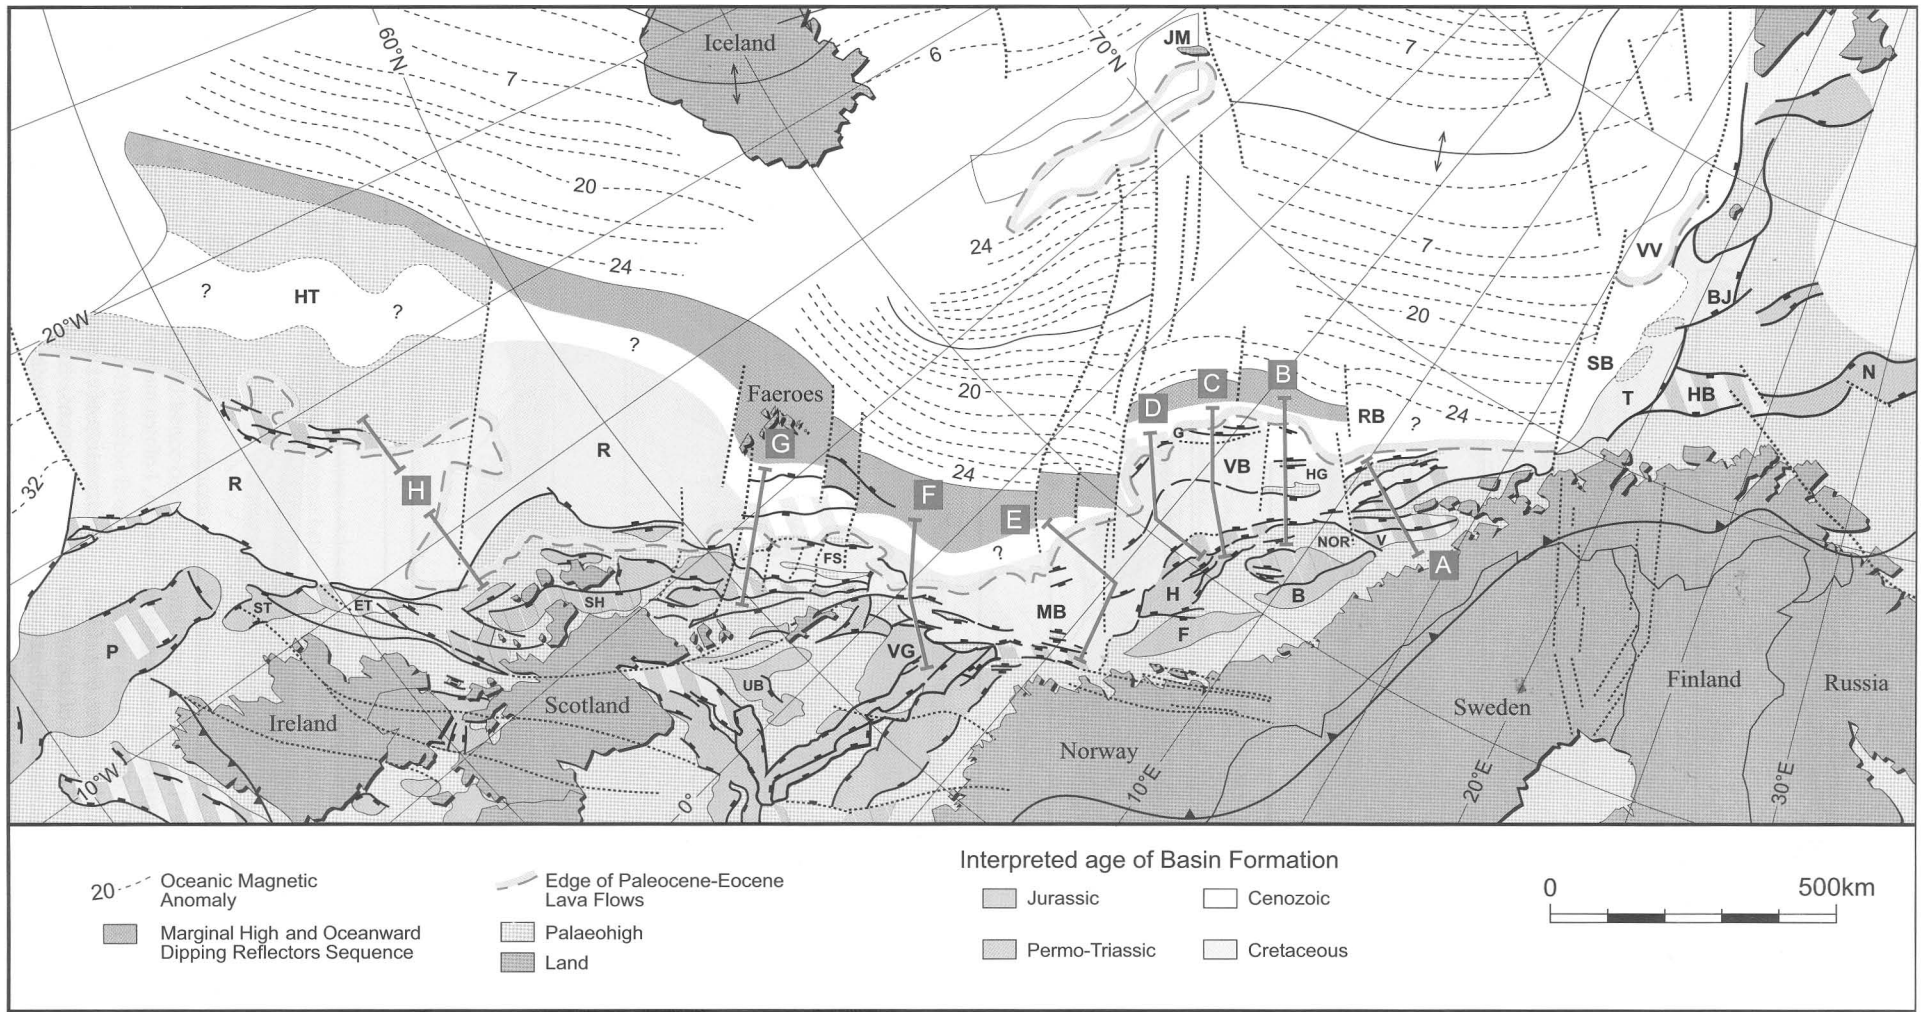 Iceland
60°N
7
6
70°N
JM
7
20
24
24
7
20
VV
BJ
?
HT
?
20°W
?
20
24
SB
T
HB
N
Faeroes
G
R
R
H
32
24
F
E
?
D
C
B
RB
?
24
G
VB
HG
NOR
V
A
FS
SH
ST
ET
P
VG
UB
MB
H
B
F
Ireland
Scotland
Norway
Sweden
Finland
Russia
10°W
0°
10°E
20°E
30°E
20
Oceanic Magnetic
Anomaly
Marginal High and Oceanward
Dipping Reflectors Sequence
Edge of Paleocene-Eocene
Lava Flows
Palaeohigh
Land
Interpreted age of Basin Formation
Jurassic
Cenozoic
Permo-Triassic
Cretaceous
0
500km